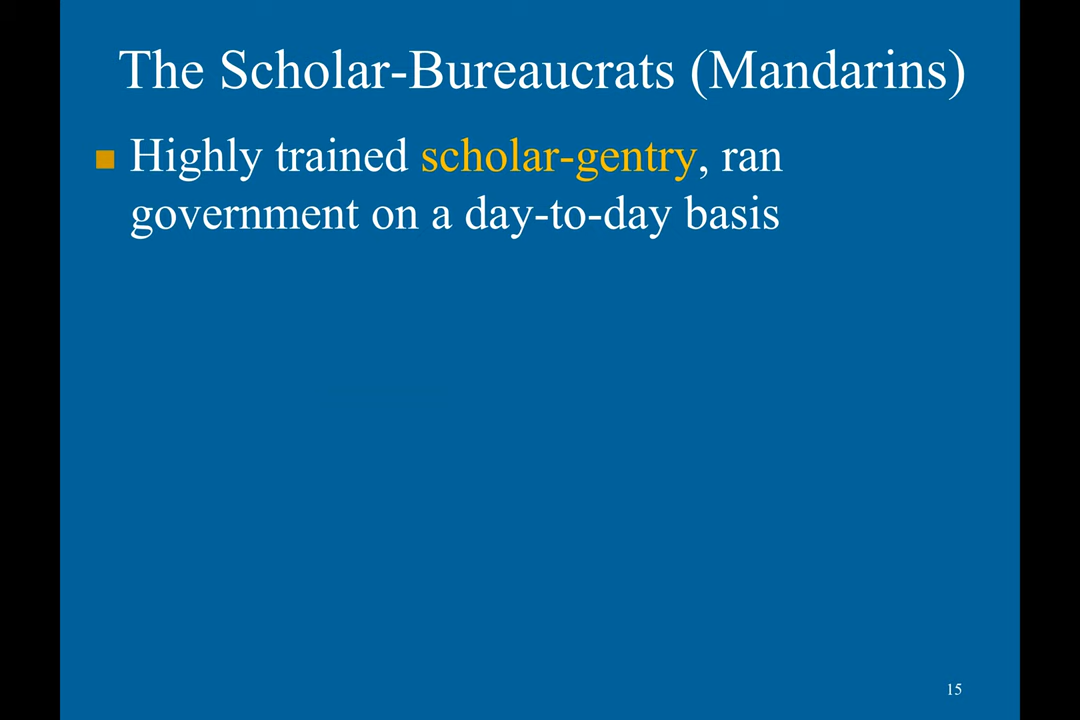 The Scholar-Bureaucrats (Mandarins)
Highly trained scholar-gentry, ran
government on a day-to-day basis
15